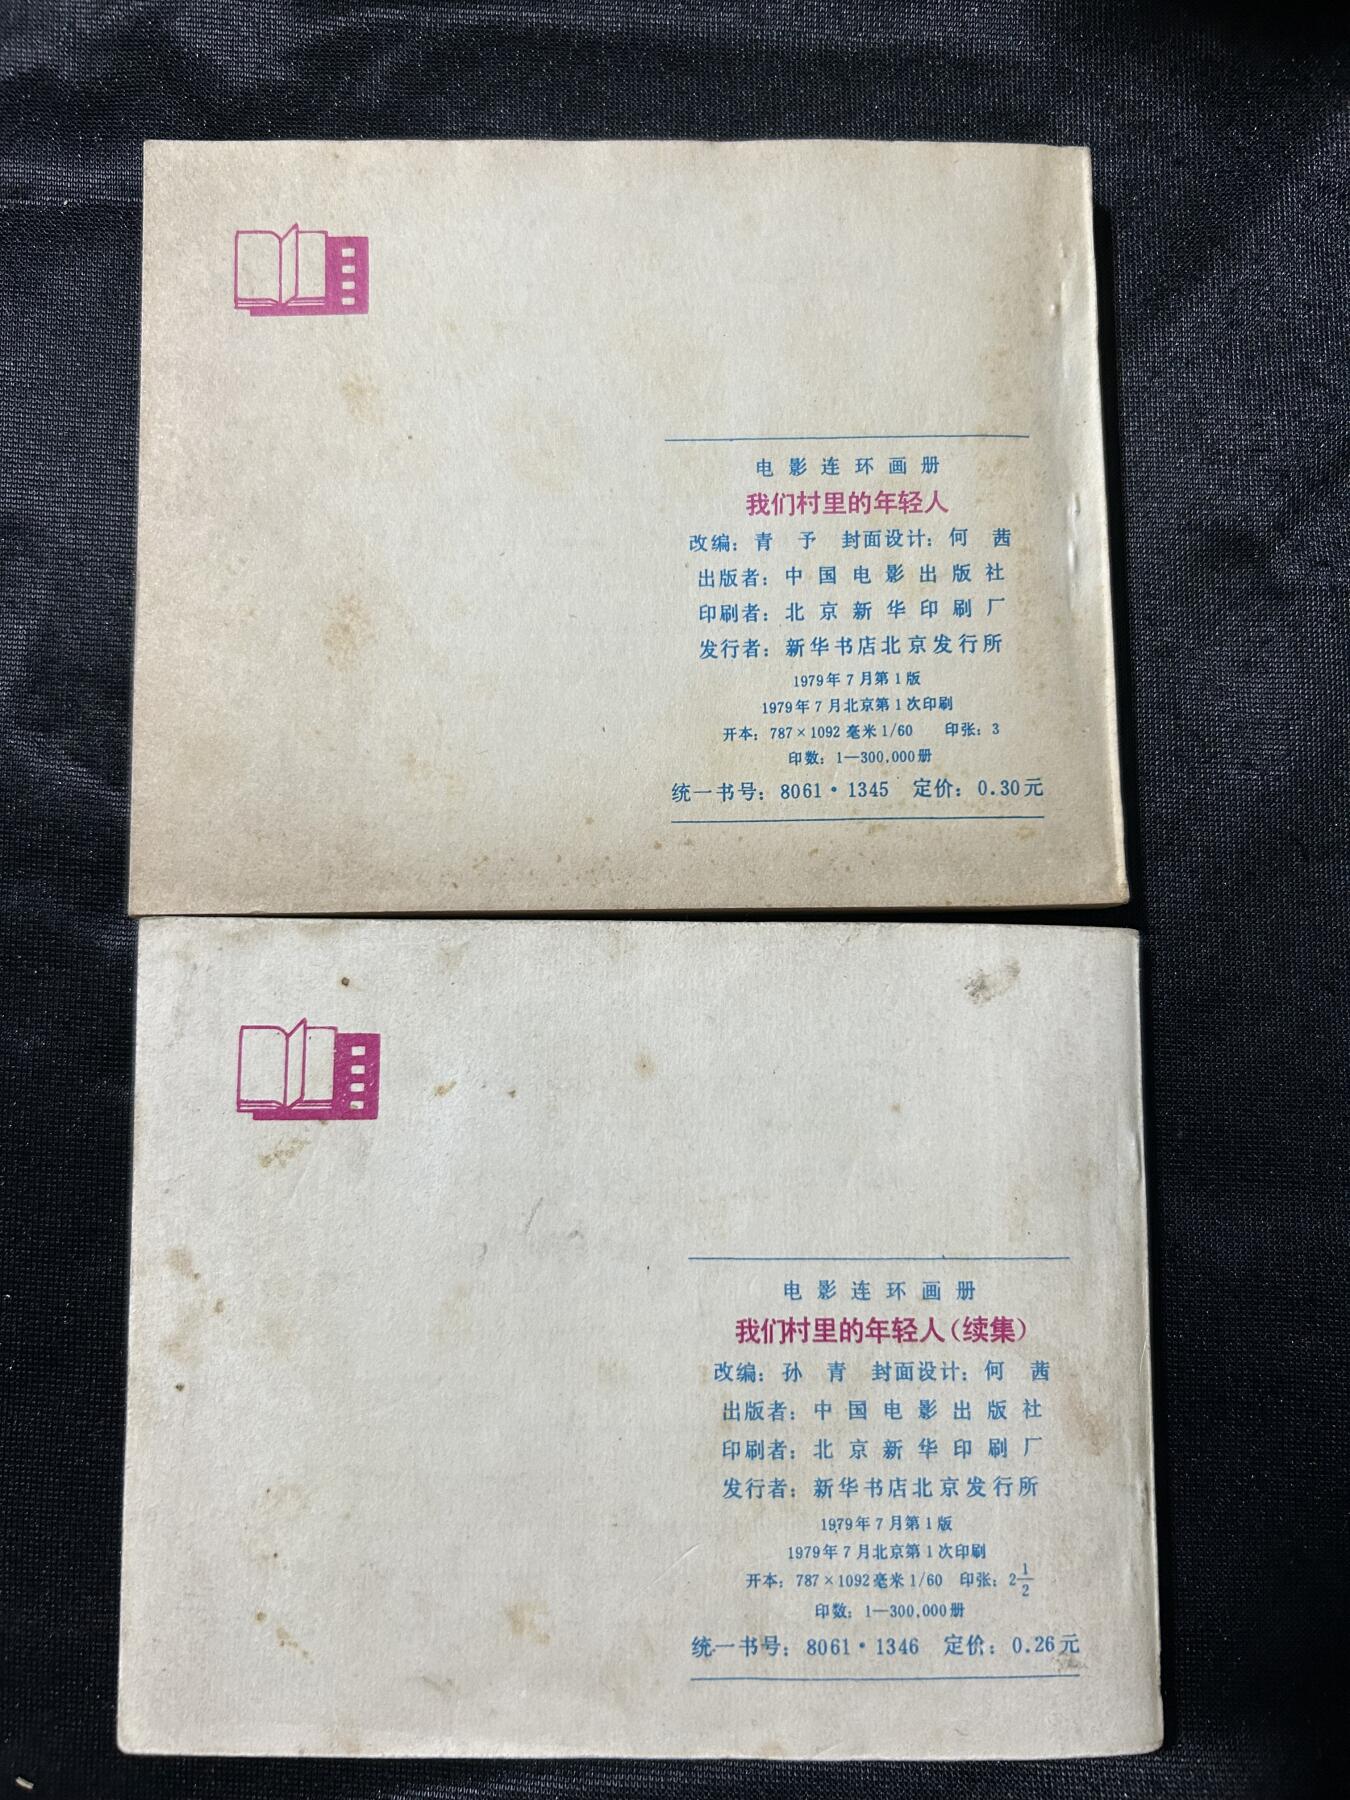 电影连环画册
我们村里的年轻人
改编：青 予 封面设计：何 茜
出版者：中国电影出版社
印刷者：北京新华印刷厂
发行者：新华书店北京发行所
1979年7月第1版
1979年7月北京第1次印刷
开本：787×1092毫米1/60 印张：3
印数：1—300,000册
统一书号：8061·1345 定价：0.30元
电影连环画册
我们村里的年轻人（续集）
改编：孙 青 封面设计：何 茜
出版者：中国电影出版社
印刷者：北京新华印刷厂
发行者：新华书店北京发行所
1979年7月第1版
1979年7月北京第1次印刷
开本：787×1092毫米1/60 印张：2 1/2
印数：1—300,000册
统一书号：8061·1346 定价：0.26元